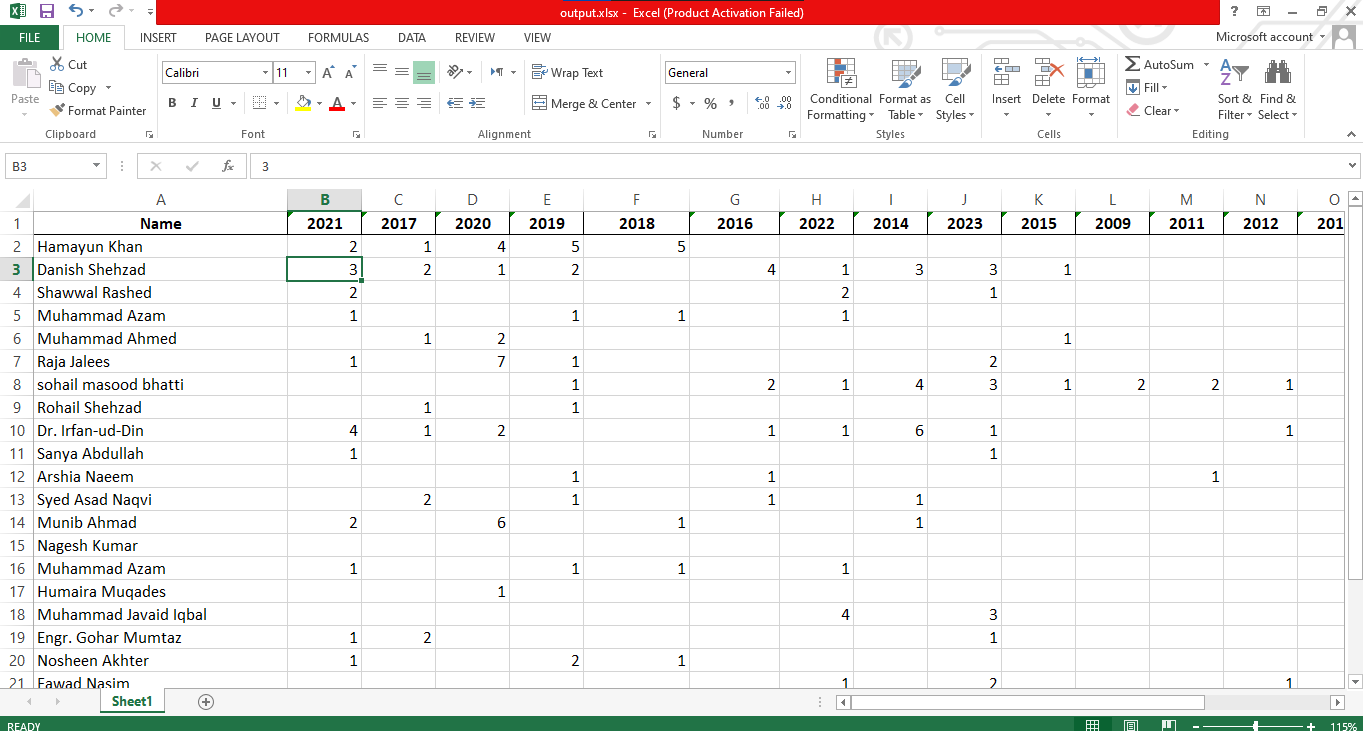 output.xlsx - Excel (Product Activation Failed)
FILE HOME INSERT PAGE LAYOUT FORMULAS DATA REVIEW VIEW Microsoft account
Paste Cut Copy Format Painter
Calibri 11
B I U
Wrap Text
Merge & Center
General
$ % ,
Conditional Formatting
Format as Table
Cell Styles
Insert Delete Format
AutoSum
Fill
Clear
Sort & Filter
Find & Select
Clipboard Font Alignment Number Styles Cells Editing
B3 fx 3
A B C D E F G H I J K L M N O
1 Name 2021 2017 2020 2019 2018 2016 2022 2014 2023 2015 2009 2011 2012 201
2 Hamayun Khan 2 1 4 5 5
3 Danish Shehzad 3 2 1 2 4 1 3 3 1
4 Shawwal Rashed 2 2 1
5 Muhammad Azam 1 1 1 1
6 Muhammad Ahmed 1 2 1
7 Raja Jalees 1 7 1 2
8 sohail masood bhatti 1 2 1 4 3 1 2 2 1
9 Rohail Shehzad 1 1
10 Dr. Irfan-ud-Din 4 1 2 1 1 6 1 1
11 Sanya Abdullah 1 1
12 Arshia Naeem 1 1 1
13 Syed Asad Naqvi 2 1 1 1
14 Munib Ahmad 2 6 1 1
15 Nagesh Kumar
16 Muhammad Azam 1 1 1 1
17 Humaira Muqades 1
18 Muhammad Javaid Iqbal 4 3
19 Engr. Gohar Mumtaz 1 2 1
20 Nosheen Akhter 1 2 1
21 Fawad Nasim 1 2 1
Sheet1
READY 115%